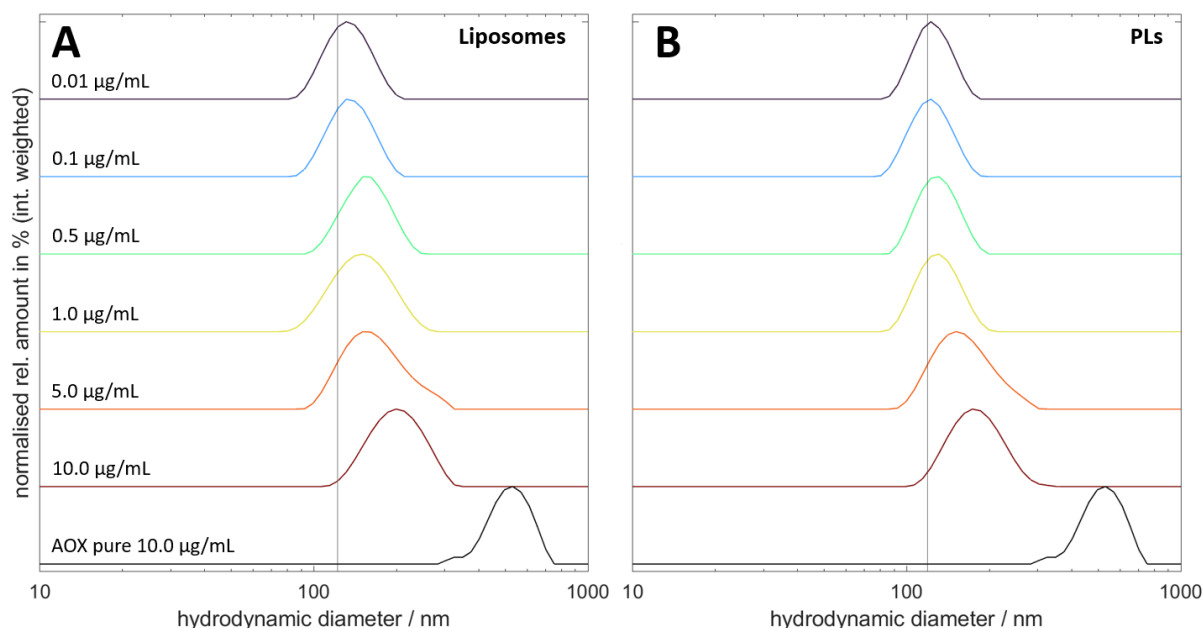 A
Liposomes
0.01 µg/mL
0.1 µg/mL
0.5 µg/mL
1.0 µg/mL
5.0 µg/mL
10.0 µg/mL
AOX pure 10.0 µg/mL
normalised rel. amount in % (int. weighted)
10 100 1000
hydrodynamic diameter / nm
B
PLs
10 100 1000
hydrodynamic diameter / nm